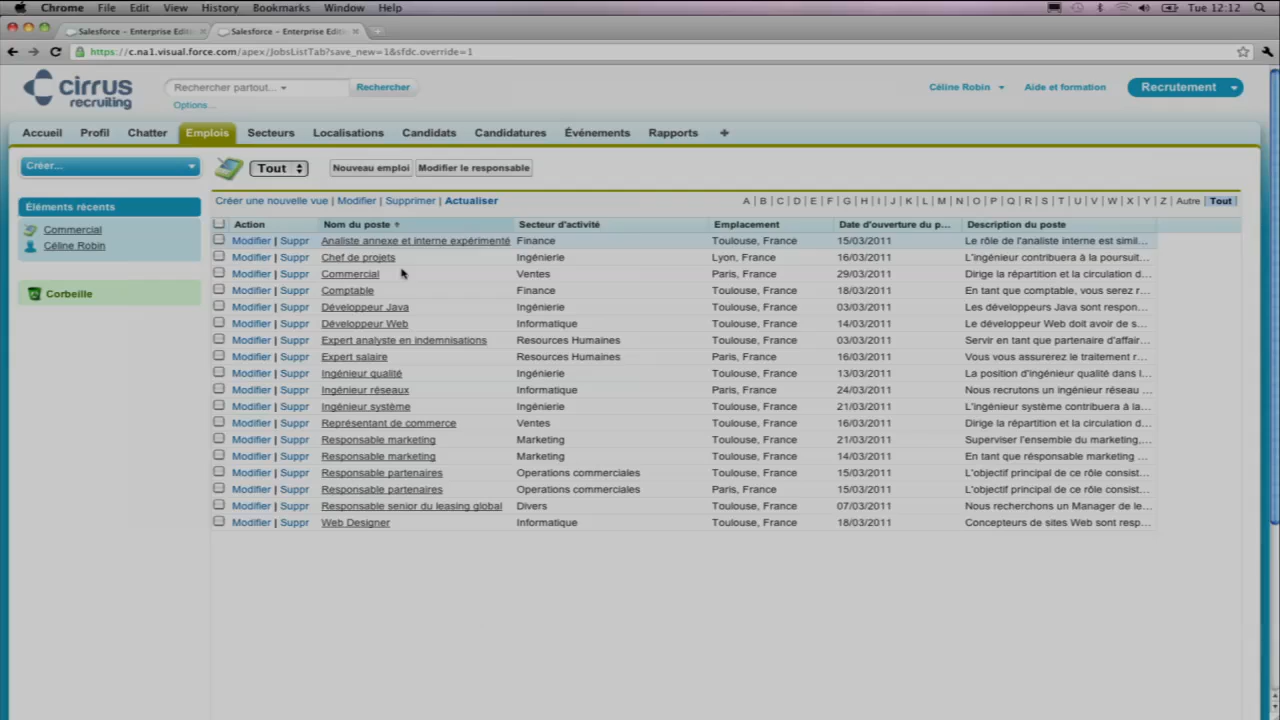 Chrome File Edit View History Bookmarks Window Help Tue 12:12
Salesforce – Enterprise Editi Salesforce – Enterprise Editi
https://c.na1.visual.force.com/apex/JobsListTab?save_new=1&sfdc.override=1
cirrus recruiting
Rechercher partout... Rechercher
Options...
Céline Robin Aide et formation Recrutement
Accueil Profil Chatter Emplois Secteurs Localisations Candidats Candidatures Événements Rapports +
Créer...
Éléments récents
Commercial
Céline Robin
Corbeille
Tout Nouveau emploi Modifier le responsable
Créer une nouvelle vue | Modifier | Supprimer | Actualiser A | B | C | D | E | F | G | H | I | J | K | L | M | N | O | P | Q | R | S | T | U | V | W | X | Y | Z | Autre | Tout
Action Nom du poste Secteur d'activité Emplacement Date d'ouverture du p... Description du poste
Modifier | Suppr Analiste annexe et interne expérimenté Finance Toulouse, France 15/03/2011 Le rôle de l'analiste interne est simil...
Modifier | Suppr Chef de projets Ingénierie Lyon, France 16/03/2011 L'ingénieur contribuera à la poursuit...
Modifier | Suppr Commercial Ventes Paris, France 29/03/2011 Dirige la répartition et la circulation d...
Modifier | Suppr Comptable Finance Toulouse, France 18/03/2011 En tant que comptable, vous serez r...
Modifier | Suppr Développeur Java Ingénierie Toulouse, France 03/03/2011 Les développeurs Java sont respon...
Modifier | Suppr Développeur Web Informatique Toulouse, France 14/03/2011 Le développeur Web doit avoir de s...
Modifier | Suppr Expert analyste en indemnisations Resources Humaines Toulouse, France 03/03/2011 Servir en tant que partenaire d'affair...
Modifier | Suppr Expert salaire Resources Humaines Paris, France 16/03/2011 Vous vous assurerez le traitement r...
Modifier | Suppr Ingénieur qualité Ingénierie Toulouse, France 13/03/2011 La position d'ingénieur qualité dans l...
Modifier | Suppr Ingénieur réseaux Informatique Paris, France 24/03/2011 Nous recrutons un ingénieur réseau ...
Modifier | Suppr Ingénieur système Ingénierie Toulouse, France 21/03/2011 L'ingénieur système contribuera à la...
Modifier | Suppr Représentant de commerce Ventes Toulouse, France 16/03/2011 Dirige la répartition et la circulation d...
Modifier | Suppr Responsable marketing Marketing Toulouse, France 21/03/2011 Superviser l'ensemble du marketing,...
Modifier | Suppr Responsable marketing Marketing Toulouse, France 14/03/2011 En tant que résponsable marketing ...
Modifier | Suppr Responsable partenaires Operations commerciales Toulouse, France 15/03/2011 L'objectif principal de ce rôle consist...
Modifier | Suppr Responsable partenaires Operations commerciales Paris, France 15/03/2011 L'objectif principal de ce rôle consist...
Modifier | Suppr Responsable senior du leasing global Divers Toulouse, France 07/03/2011 Nous recherchons un Manager de le...
Modifier | Suppr Web Designer Informatique Toulouse, France 18/03/2011 Concepteurs de sites Web sont resp...